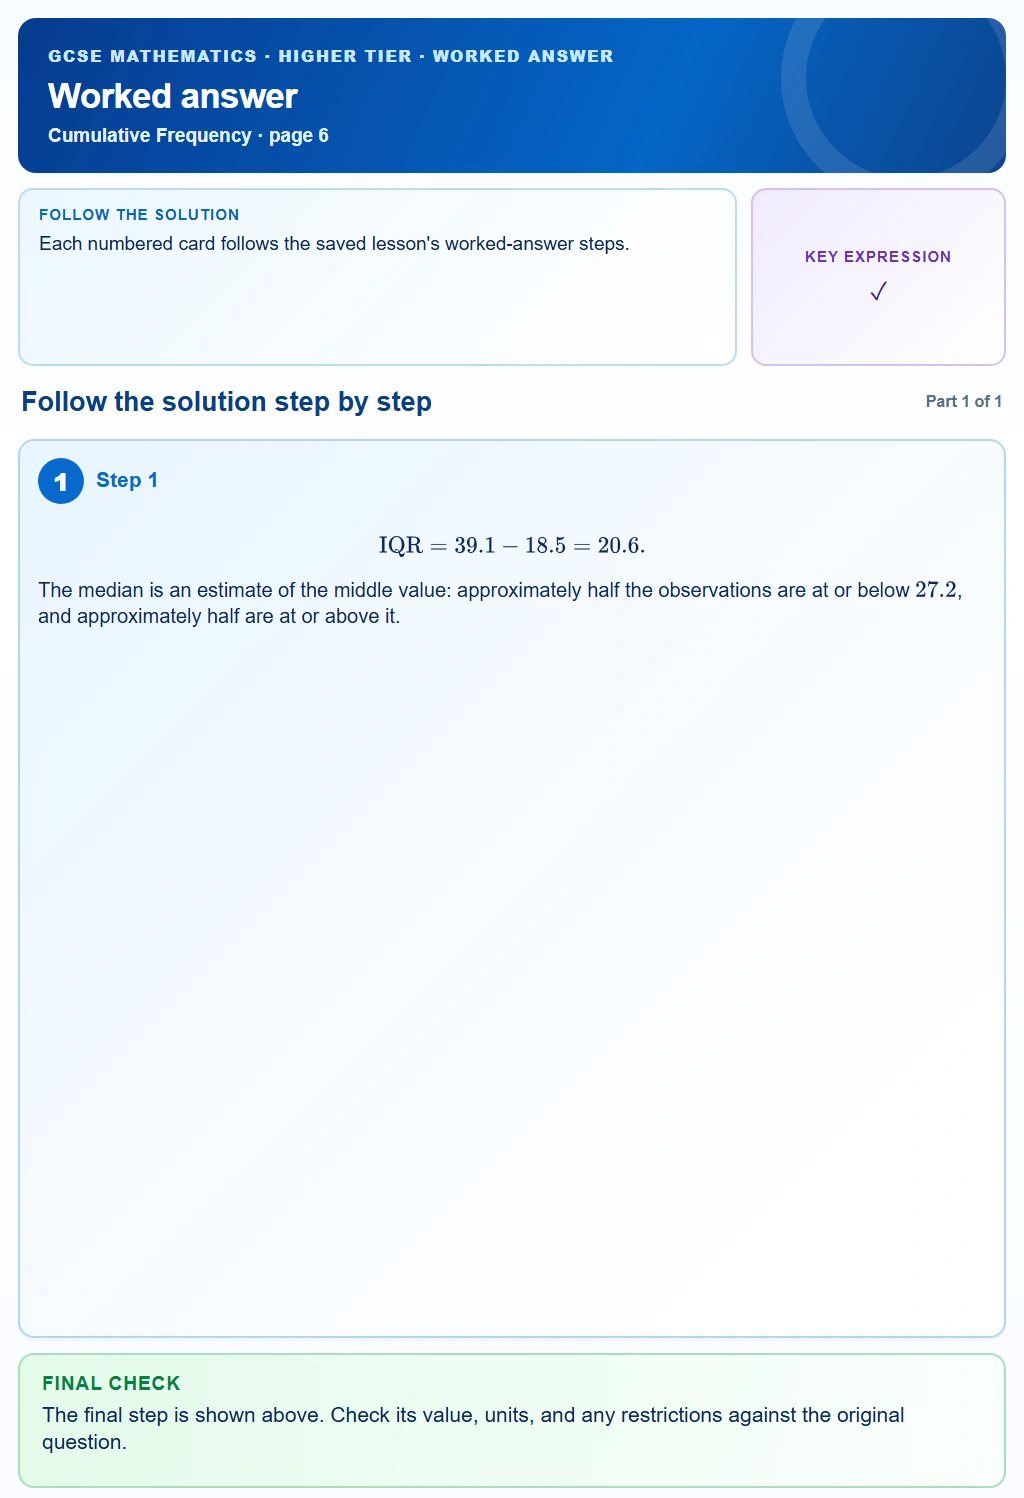 GCSE MATHEMATICS · HIGHER TIER · WORKED ANSWER
Worked answer
Cumulative Frequency · page 6
FOLLOW THE SOLUTION
Each numbered card follows the saved lesson's worked-answer steps.
KEY EXPRESSION
✓
Follow the solution step by step
Part 1 of 1
1 Step 1
IQR = 39.1 − 18.5 = 20.6.
The median is an estimate of the middle value: approximately half the observations are at or below 27.2,
and approximately half are at or above it.
FINAL CHECK
The final step is shown above. Check its value, units, and any restrictions against the original
question.